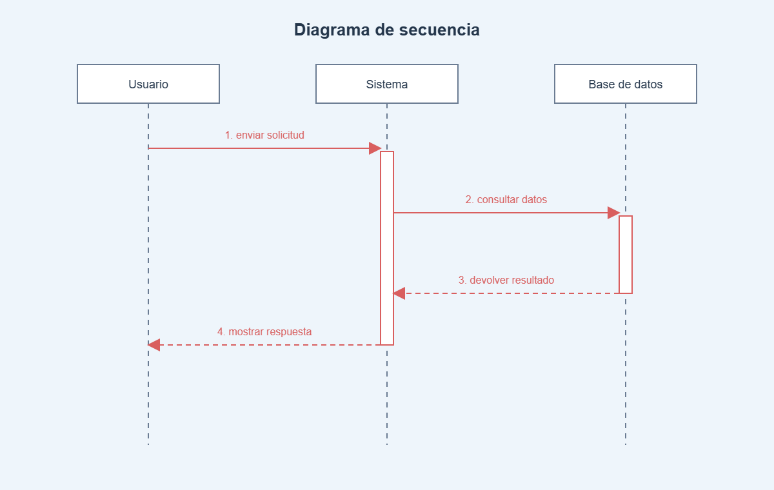 Diagrama de secuencia
Usuario
Sistema
Base de datos
1. enviar solicitud
2. consultar datos
3. devolver resultado
4. mostrar respuesta